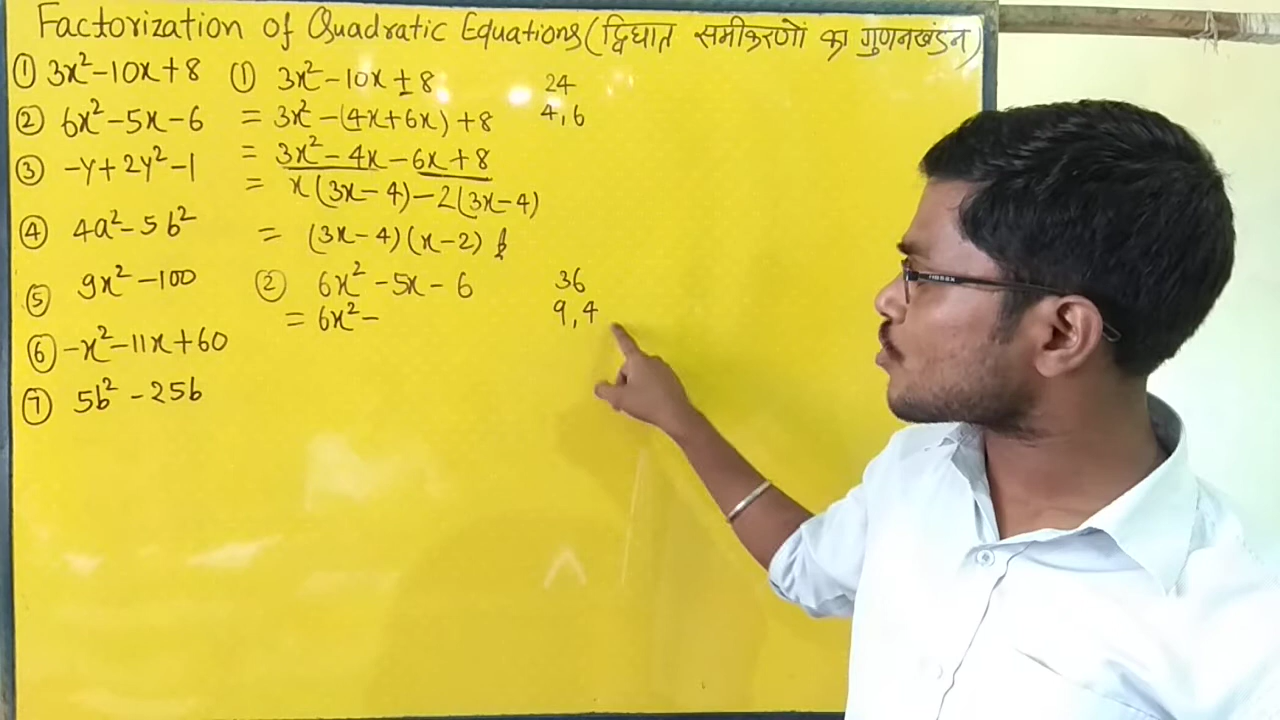 Factorization of Quadratic Equations (द्विघात समीकरणों का गुणनखंडन)
① 3x²-10x+8
② 6x²-5x-6
③ -y+2y²-1
④ 4a²-5b²
⑤ 9x²-100
⑥ -x²-11x+60
⑦ 5b²-25b
① 3x²-10x+8
24
= 3x²-(4x+6x)+8
4,6
= 3x²-4x-6x+8
= x(3x-4)-2(3x-4)
= (3x-4)(x-2)
② 6x²-5x-6
36
= 6x²-
9,4